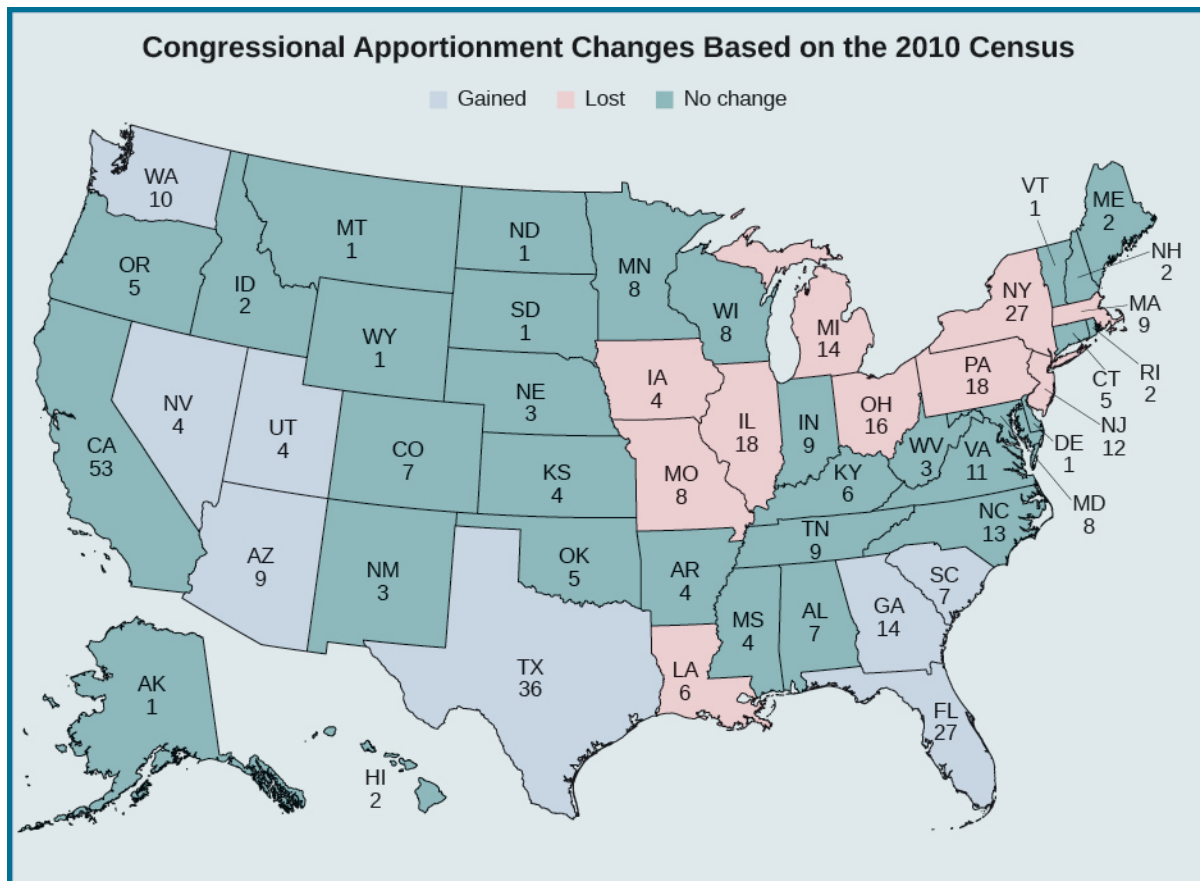 Congressional Apportionment Changes Based on the 2010 Census
Gained Lost No change
WA
10
OR
5
CA
53
NV
4
ID
2
MT
1
WY
1
UT
4
AZ
9
CO
7
NM
3
ND
1
SD
1
NE
3
KS
4
OK
5
TX
36
MN
8
IA
4
MO
8
AR
4
LA
6
WI
8
IL
18
MI
14
IN
9
OH
16
KY
6
TN
9
MS
4
AL
7
GA
14
FL
27
SC
7
NC
13
VA
11
WV
3
PA
18
NY
27
VT
1
ME
2
NH
2
MA
9
RI
2
CT
5
NJ
12
DE
1
MD
8
AK
1
HI
2